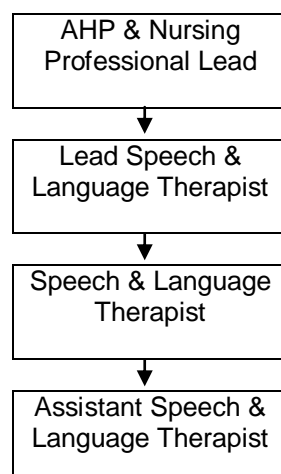 AHP & Nursing
Professional Lead
Lead Speech &
Language Therapist
Speech & Language
Therapist
Assistant Speech &
Language Therapist